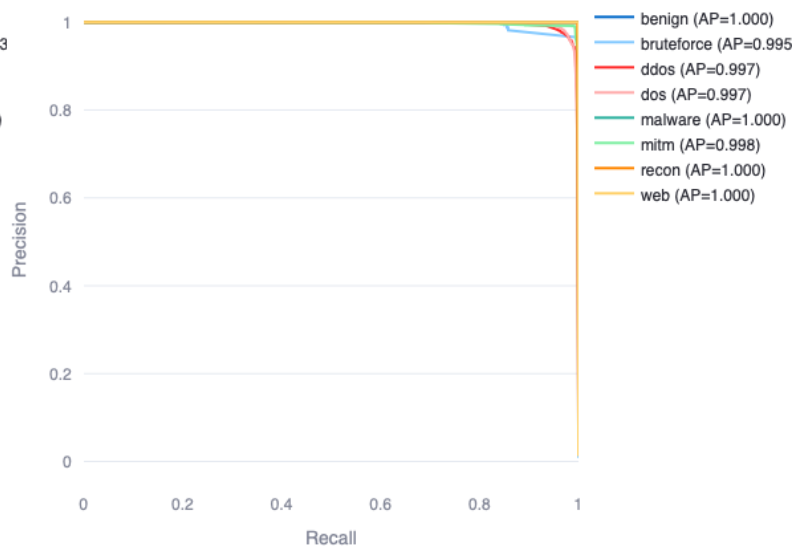 3
)
1
0.8
0.6
0.4
0.2
0
Precision
0
0.2
0.4
0.6
0.8
1
Recall
benign (AP=1.000)
bruteforce (AP=0.995
ddos (AP=0.997)
dos (AP=0.997)
malware (AP=1.000)
mitm (AP=0.998)
recon (AP=1.000)
web (AP=1.000)